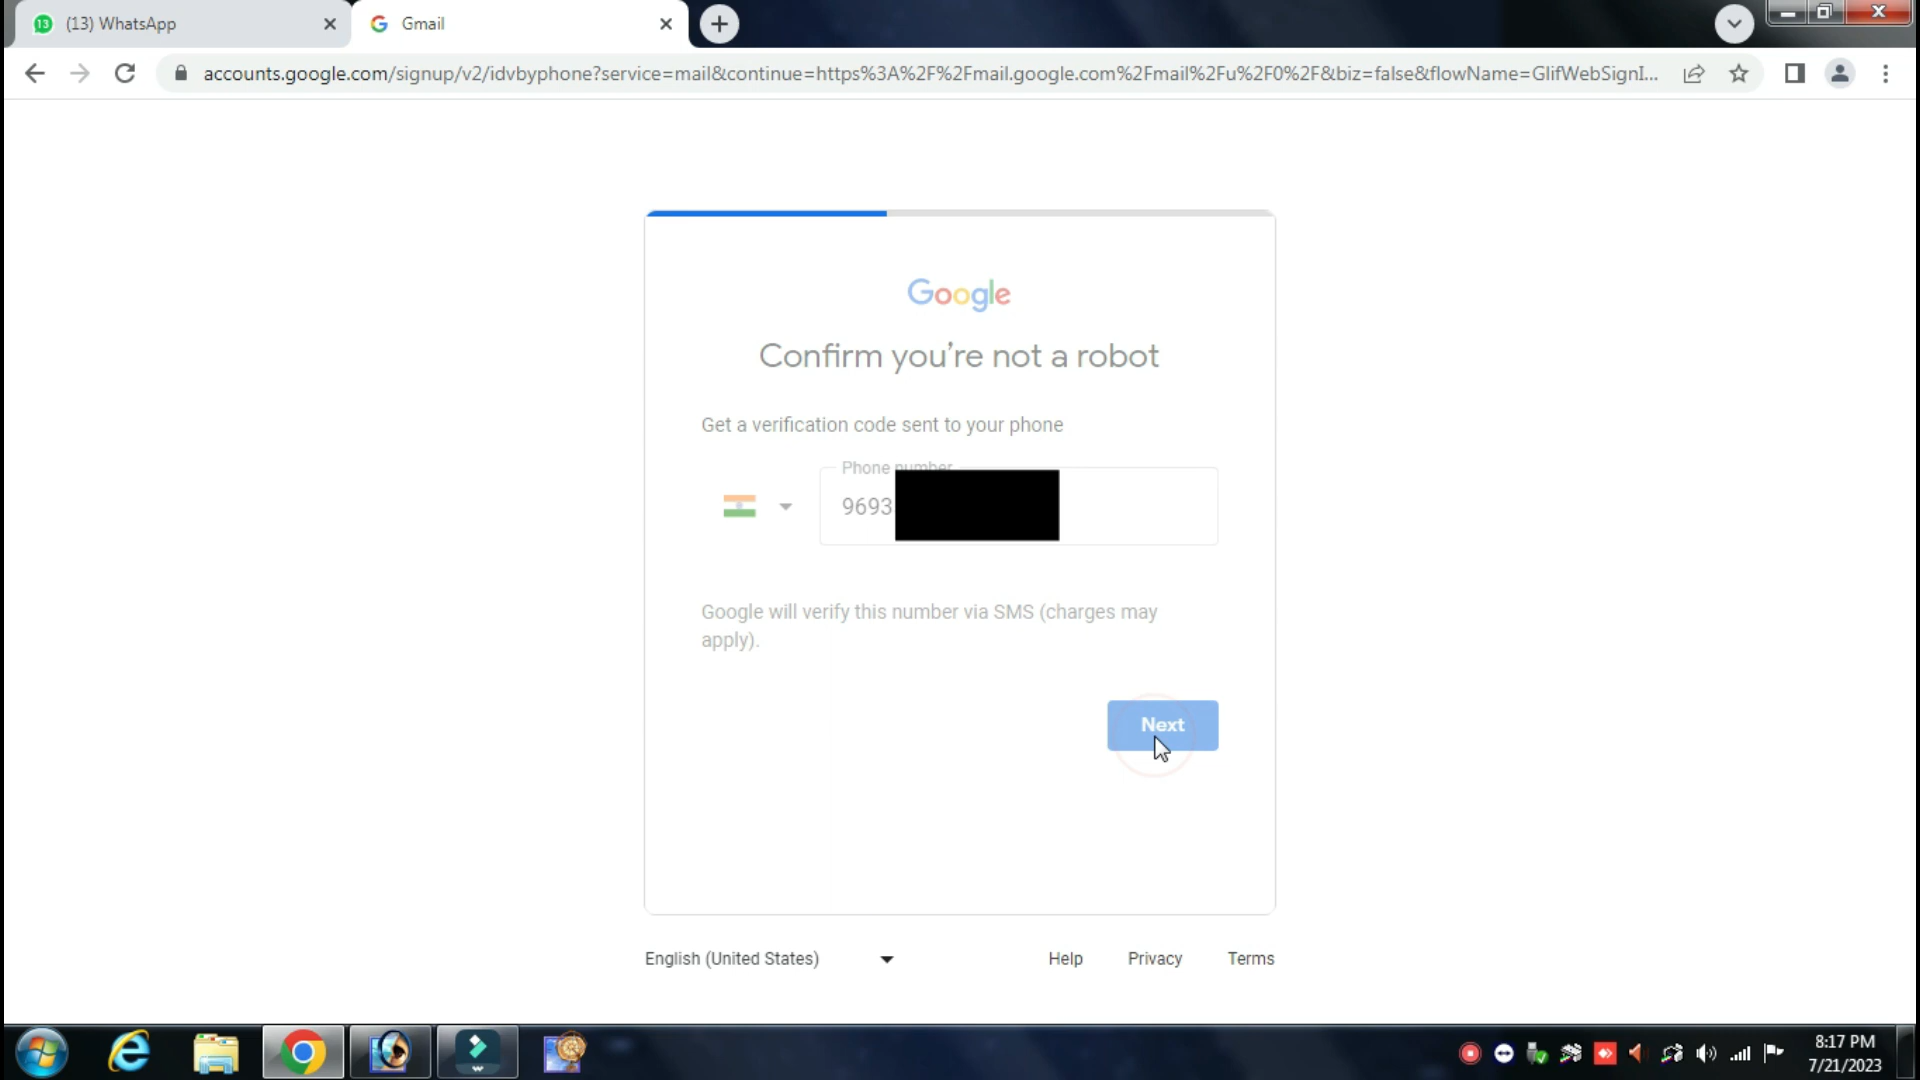 13
(13) WhatsApp
Gmail
accounts.google.com/signup/v2/idvbyphone?service=mail&continue=https%3A%2F%2Fmail.google.com%2Fmail%2Fu%2F0%2F&biz=false&flowName=GlifWebSignI...
Google
Confirm you're not a robot
Get a verification code sent to your phone
Phone number
9693
Google will verify this number via SMS (charges may
apply).
Next
English (United States)
Help
Privacy
Terms
8:17 PM
7/21/2023